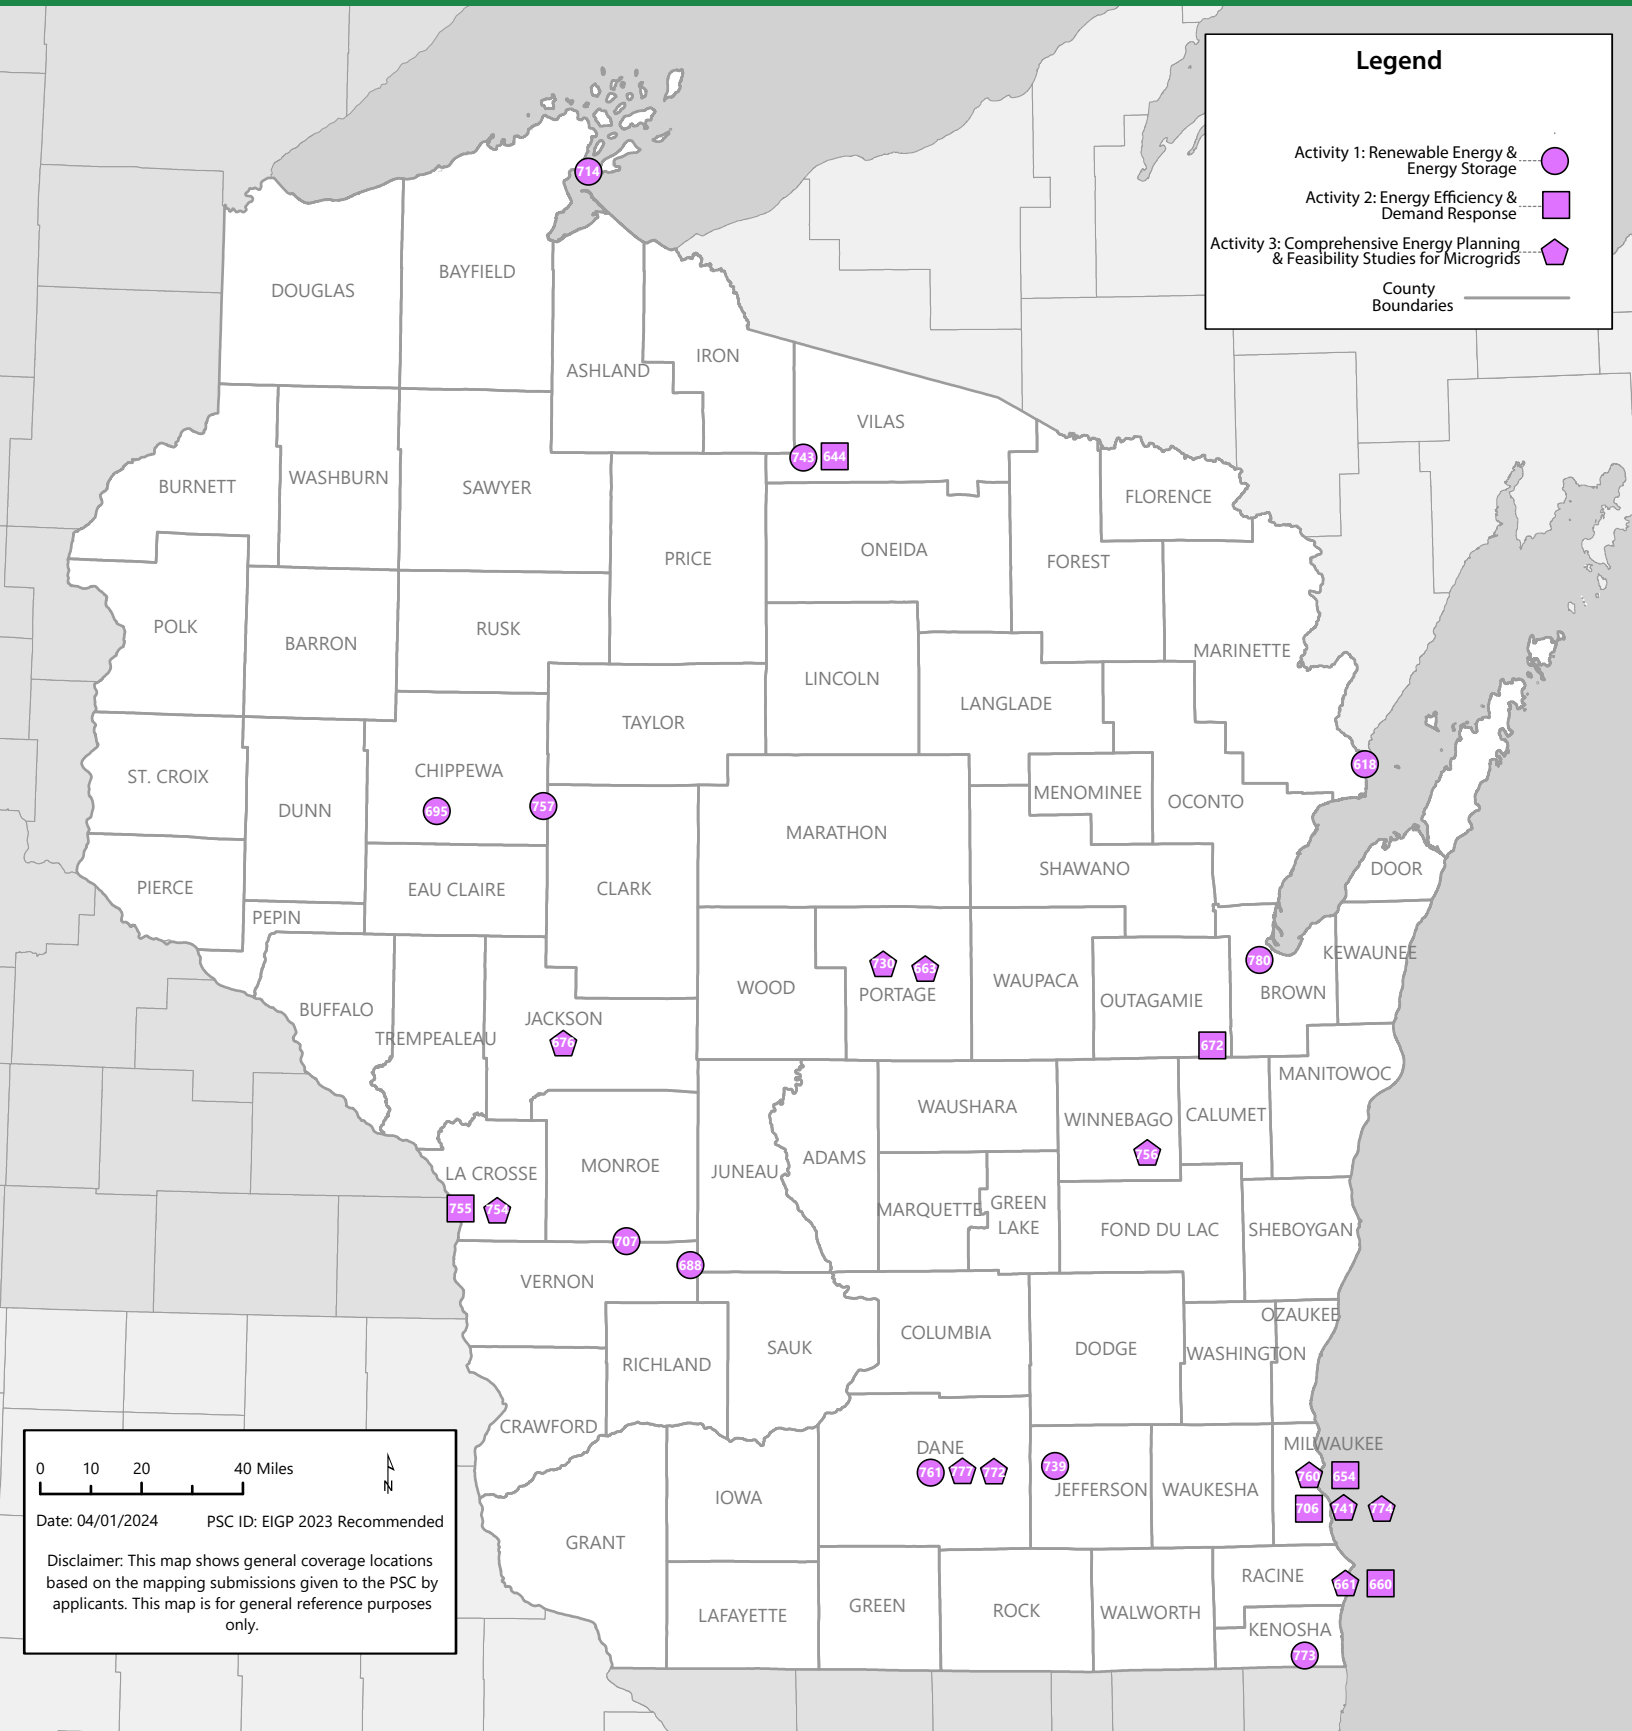 Legend
Activity 1: Renewable Energy &
Energy Storage
Activity 2: Energy Efficiency &
Demand Response
Activity 3: Comprehensive Energy Planning
& Feasibility Studies for Microgrids
County
Boundaries
714
BAYFIELD
DOUGLAS
IRON
ASHLAND
VILAS
743
644
BURNETT
WASHBURN
SAWYER
FLORENCE
PRICE
ONEIDA
FOREST
POLK
BARRON
RUSK
MARINETTE
LINCOLN
LANGLADE
TAYLOR
618
ST. CROIX
CHIPPEWA
DUNN
695
757
MENOMINEE
OCONTO
MARATHON
SHAWANO
DOOR
PIERCE
EAU CLAIRE
CLARK
PEPIN
730
663
780
KEWAUNEE
WOOD
PORTAGE
WAUPACA
OUTAGAMIE
BROWN
BUFFALO
TREMPEALEAU
JACKSON
676
672
MANITOWOC
WAUSHARA
WINNEBAGO
CALUMET
756
LA CROSSE
MONROE
JUNEAU
ADAMS
755
754
MARQUETTE
GREEN
LAKE
FOND DU LAC
SHEBOYGAN
707
688
VERNON
OZAUKEE
COLUMBIA
SAUK
DODGE
WASHINGTON
RICHLAND
CRAWFORD
DANE
MILWAUKEE
761
777
772
739
JEFFERSON
WAUKESHA
760
654
706
741
774
IOWA
GRANT
RACINE
661
660
LAFAYETTE
GREEN
ROCK
WALWORTH
KENOSHA
773
0 10 20 40 Miles
N
Date: 04/01/2024 PSC ID: EIGP 2023 Recommended
Disclaimer: This map shows general coverage locations
based on the mapping submissions given to the PSC by
applicants. This map is for general reference purposes
only.